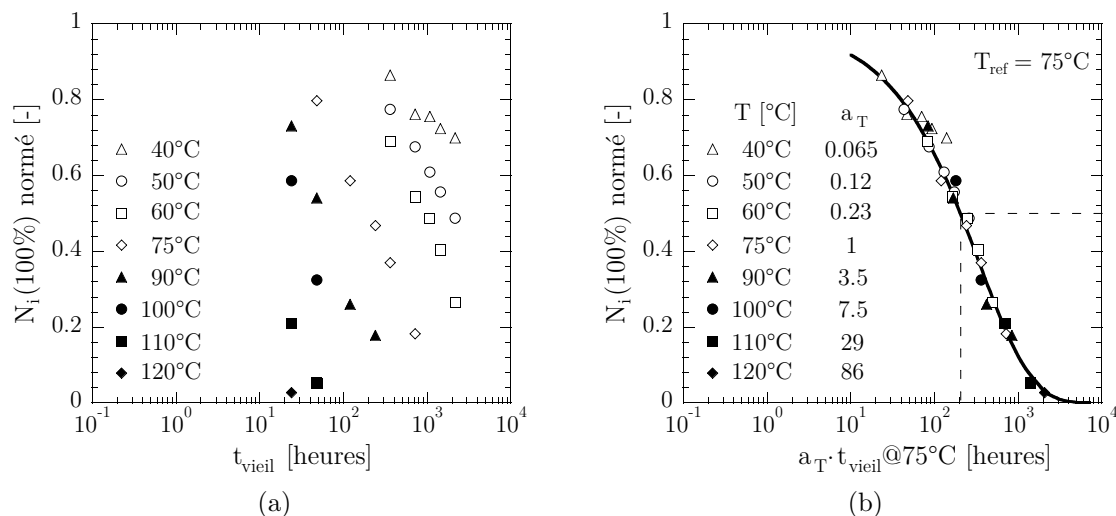 1
0.8
0.6
0.4
0.2
0
N_i(100%) normé [-]
△ 40°C
○ 50°C
□ 60°C
◇ 75°C
▲ 90°C
● 100°C
■ 110°C
◆ 120°C
10^-1 10^0 10^1 10^2 10^3 10^4
t_vieil [heures]
(a)
1
0.8
0.6
0.4
0.2
0
N_i(100%) normé [-]
T_ref = 75°C
T [°C] a_T
△ 40°C 0.065
○ 50°C 0.12
□ 60°C 0.23
◇ 75°C 1
▲ 90°C 3.5
● 100°C 7.5
■ 110°C 29
◆ 120°C 86
10^-1 10^0 10^1 10^2 10^3 10^4
a_T·t_vieil@75°C [heures]
(b)